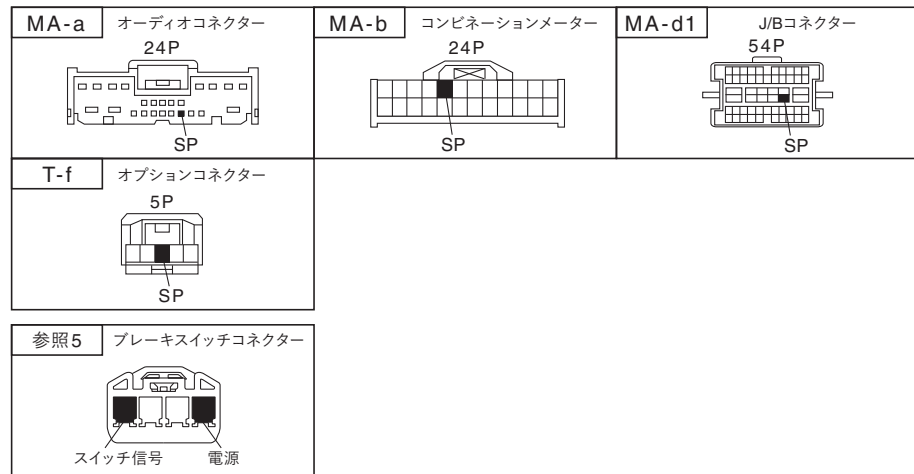 MA-a オーディオコネクター
24P
SP
MA-b コンビネーションメーター
24P
SP
MA-d1 J/Bコネクター
54P
SP
T-f オプションコネクター
5P
SP
参照5 ブレーキスイッチコネクター
スイッチ信号 電源